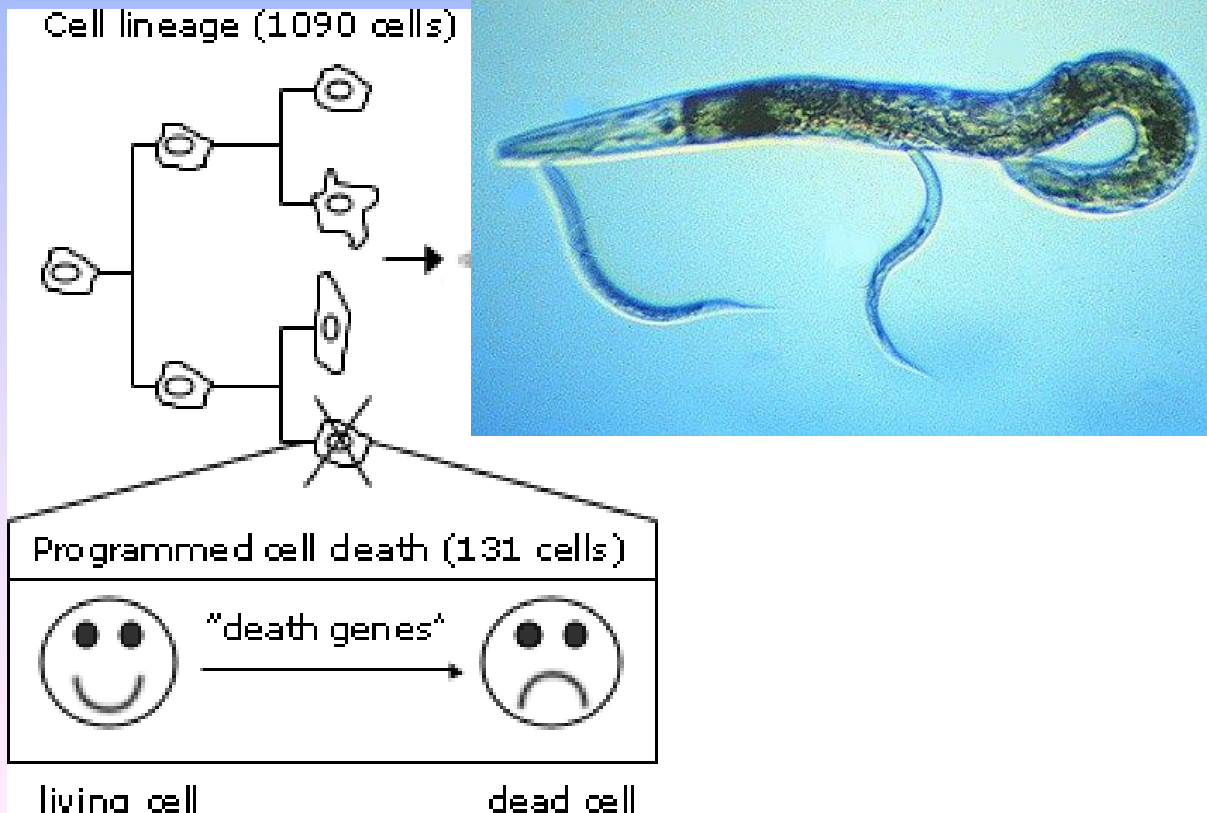 Cell lineage (1090 cells)
Programmed cell death (131 cells)
"death genes"
living cell
dead cell